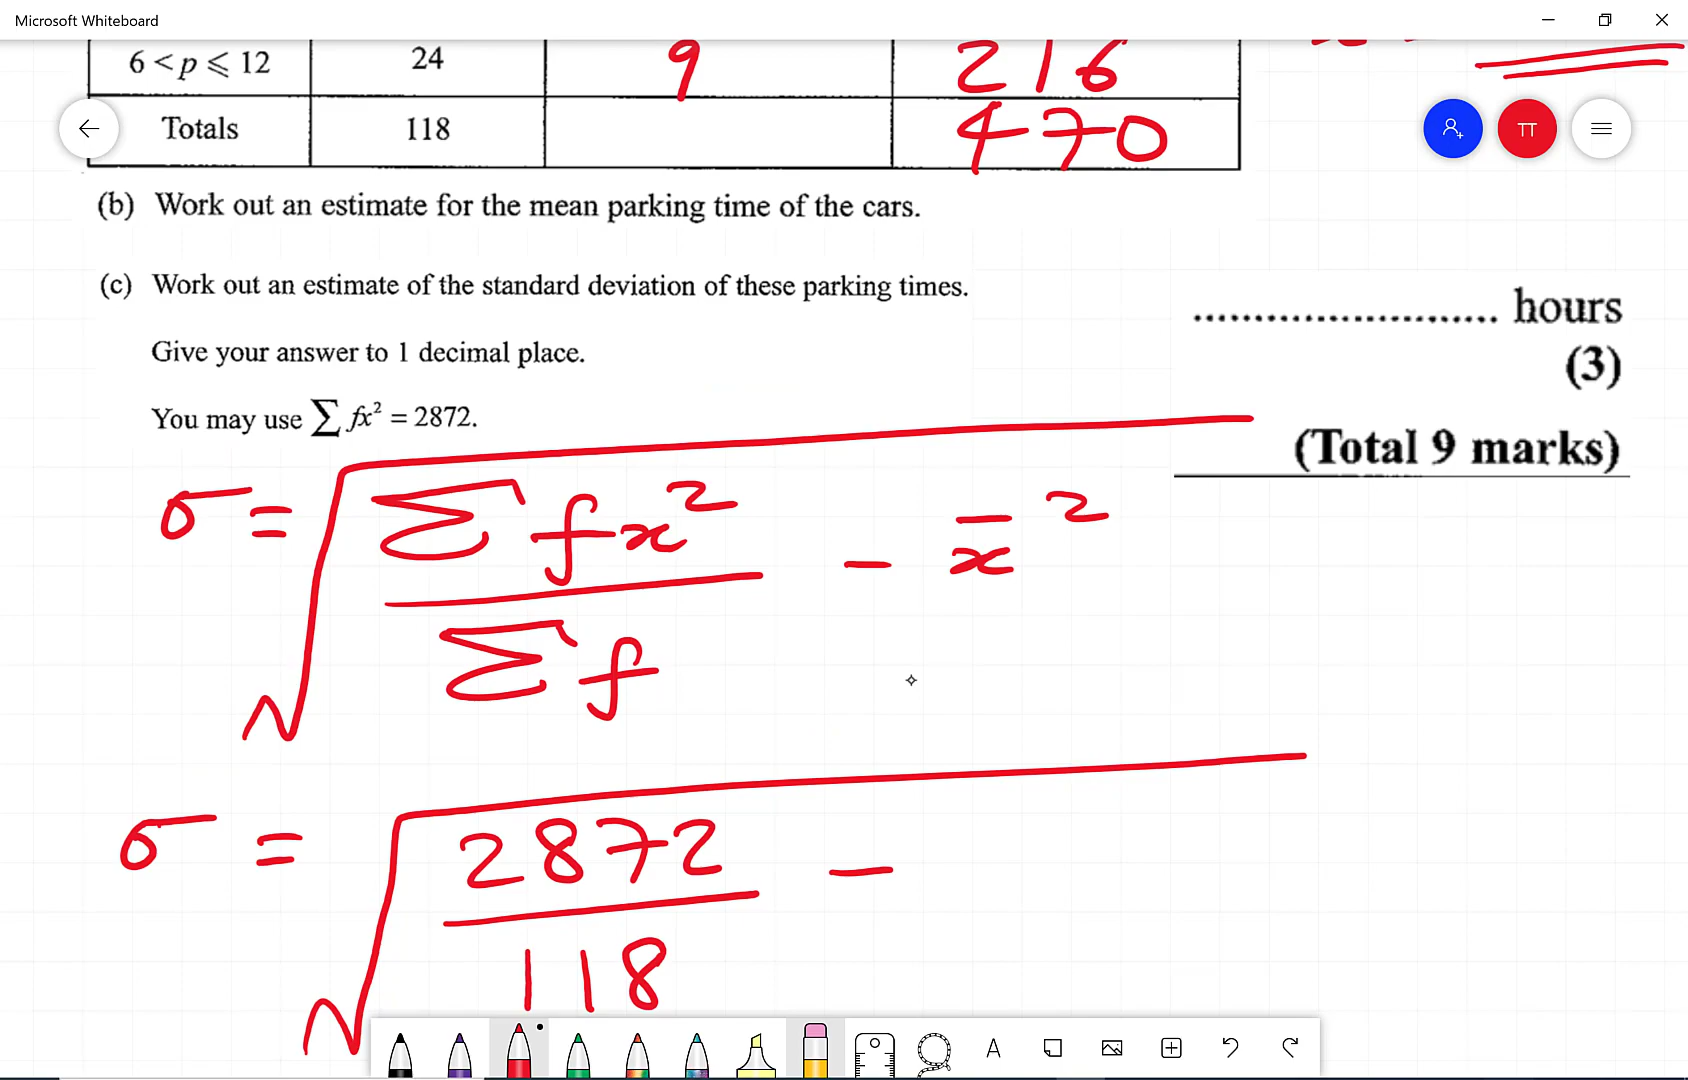 Microsoft Whiteboard
6 < p ⩽ 12 24 9 216
Totals 118 470
TT
(b) Work out an estimate for the mean parking time of the cars.
(c) Work out an estimate of the standard deviation of these parking times.
.......................... hours
Give your answer to 1 decimal place.
(3)
You may use ∑ fx² = 2872.
(Total 9 marks)
σ = √( ∑fx² / ∑f − x̄² )
σ = √( 2872 / 118 −
A